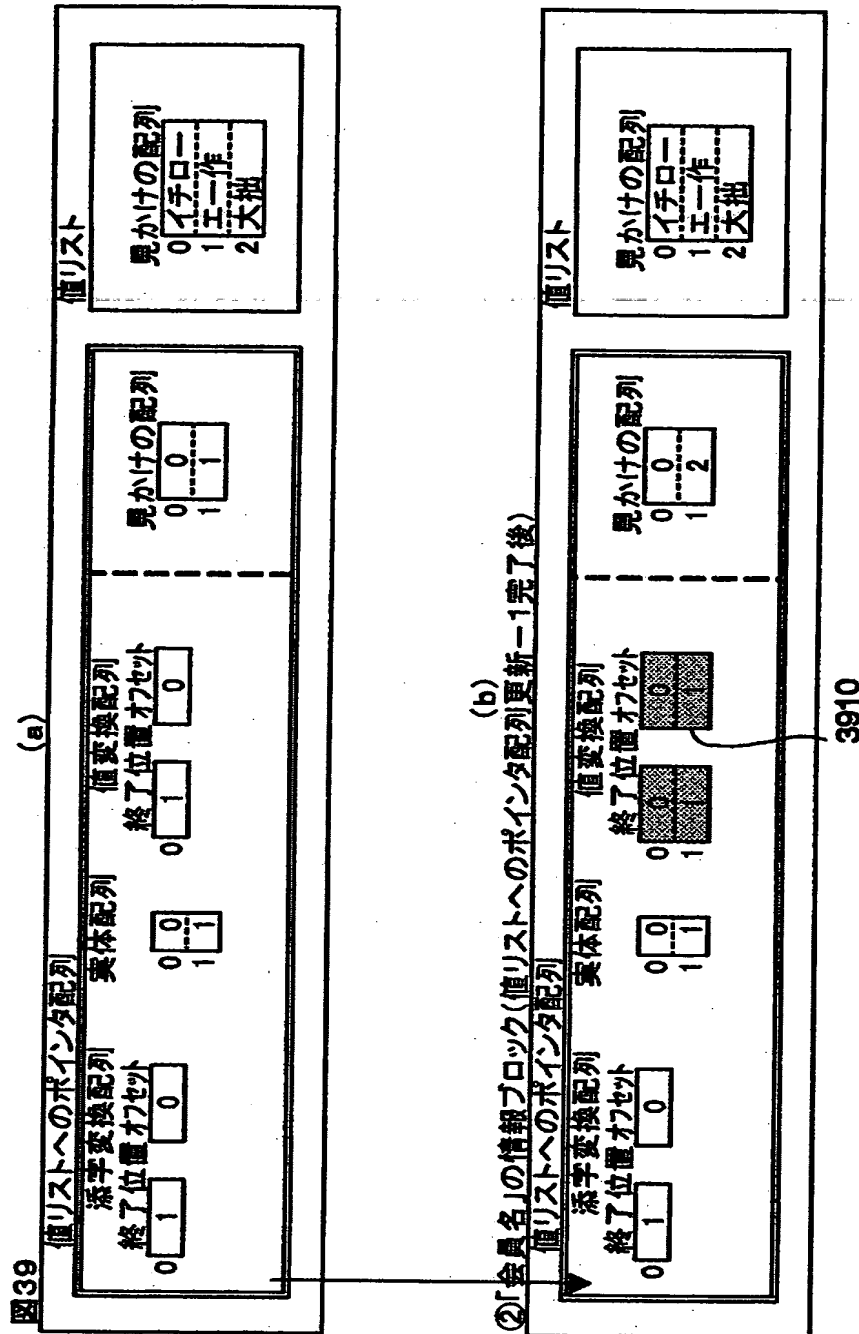 図39
(a)
値リストへのポインタ配列
値リスト
添字変換配列
実体配列
値変換配列
見かけの配列
見かけの配列
終了位置 オフセット
終了位置 オフセット
0 1 0
0 0
1 1
0 1 0
0 0
1 1
0 イチロー
1 エー作
2 大拙
(b)
②「会員名」の情報ブロック(値リストへのポインタ配列更新−1完了後)
値リストへのポインタ配列
値リスト
添字変換配列
実体配列
値変換配列
見かけの配列
見かけの配列
終了位置 オフセット
終了位置 オフセット
0 1 0
0 0
1 1
0 0 0
1 1 1
0 0
1 2
0 イチロー
1 エー作
2 大拙
3910